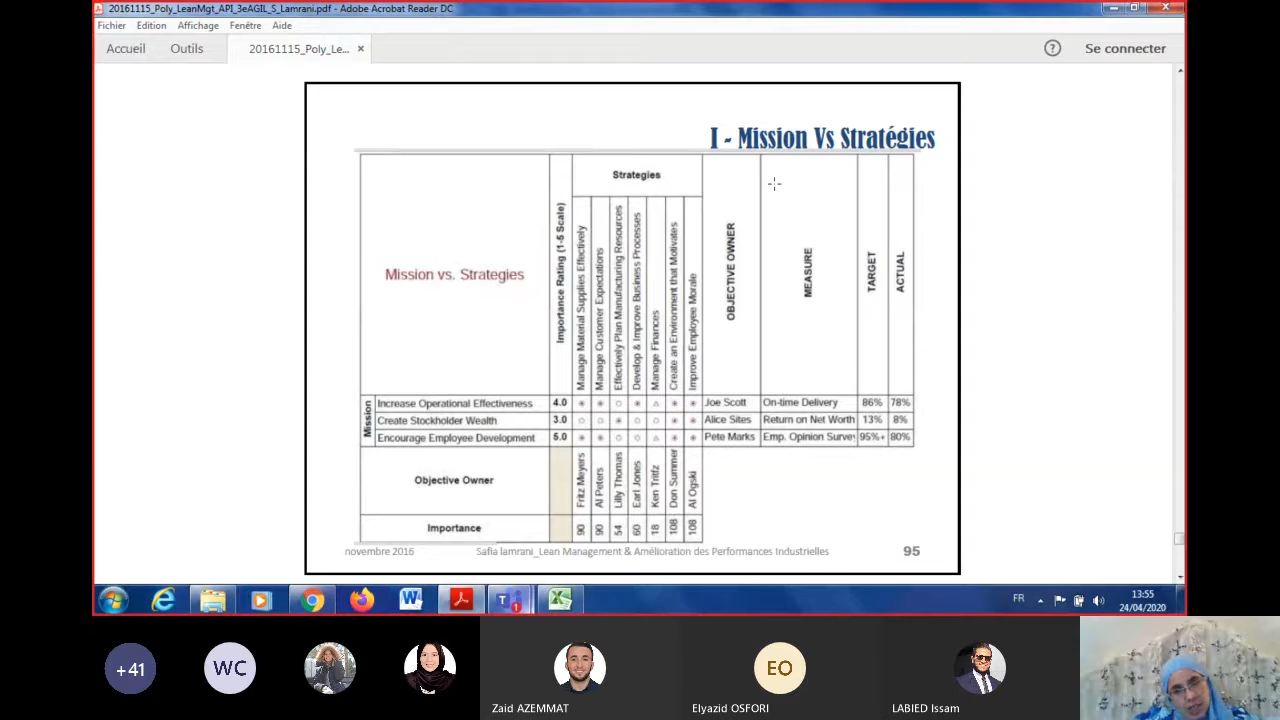 20161115_Poly_LeanMgt_API_3eAGIL_S_Lamrani.pdf - Adobe Acrobat Reader DC
Fichier Edition Affichage Fenêtre Aide
Accueil Outils 20161115_Poly_Le... × ? Se connecter
I - Mission Vs Stratégies
Mission vs. Strategies
Importance Rating (1-5 Scale)
Strategies
Manage Material Supplies Effectively
Manage Customer Expectations
Effectively Plan Manufacturing Resources
Develop & Improve Business Processes
Manage Finances
Create an Environment that Motivates
Improve Employee Morale
OBJECTIVE OWNER
MEASURE
TARGET
ACTUAL
Mission
Increase Operational Effectiveness 4.0 Joe Scott On-time Delivery 86% 78%
Create Stockholder Wealth 3.0 Alice Sites Return on Net Worth 13% 8%
Encourage Employee Development 5.0 Pete Marks Emp. Opinion Survey 95%+ 80%
Objective Owner
Fritz Meyers
Al Peters
Lilly Thomas
Earl Jones
Ken Tritfz
Don Summer
Al Ogski
Importance 90 90 54 60 18 108 108
novembre 2016 Safia lamrani_Lean Management & Amélioration des Performances Industrielles 95
FR 13:55
24/04/2020
+41 WC EO
Zaid AZEMMAT Elyazid OSFORI LABIED Issam